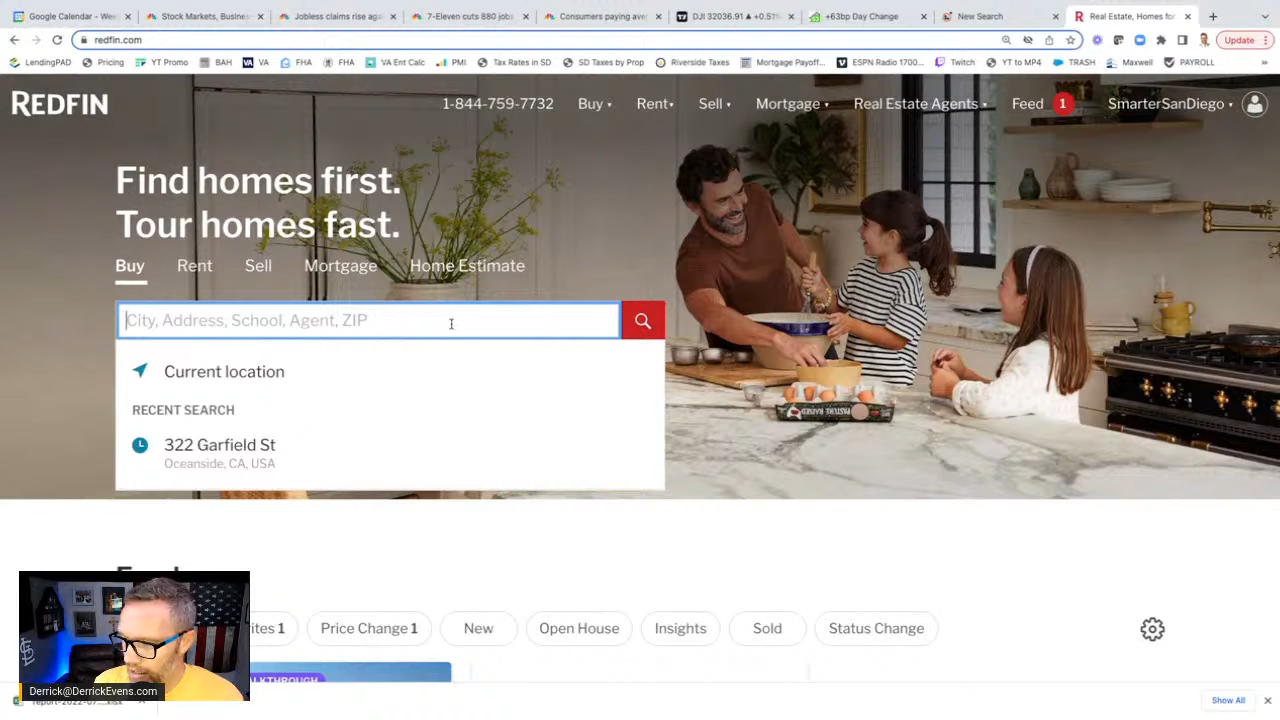 Google Calendar - Week
Stock Markets, Busines
Jobless claims rise aga
7-Eleven cuts 880 jobs
Consumers paying ave
DJI 32036.91 ▲ +0.51%
+63bp Day Change
New Search
Real Estate, Homes for
redfin.com
Update
LendingPAD
Pricing
YT Promo
BAH
VA
FHA
FHA
VA Ent Calc
PMI
Tax Rates in SD
SD Taxes by Prop
Riverside Taxes
Mortgage Payoff...
ESPN Radio 1700...
Twitch
YT to MP4
TRASH
Maxwell
PAYROLL
REDFIN
1-844-759-7732
Buy
Rent
Sell
Mortgage
Real Estate Agents
Feed 1
SmarterSanDiego
Find homes first.
Tour homes fast.
Buy
Rent
Sell
Mortgage
Home Estimate
City, Address, School, Agent, ZIP
Current location
RECENT SEARCH
322 Garfield St
Oceanside, CA, USA
Price Change 1
New
Open House
Insights
Sold
Status Change
Derrick@DerrickEvens.com
Show All